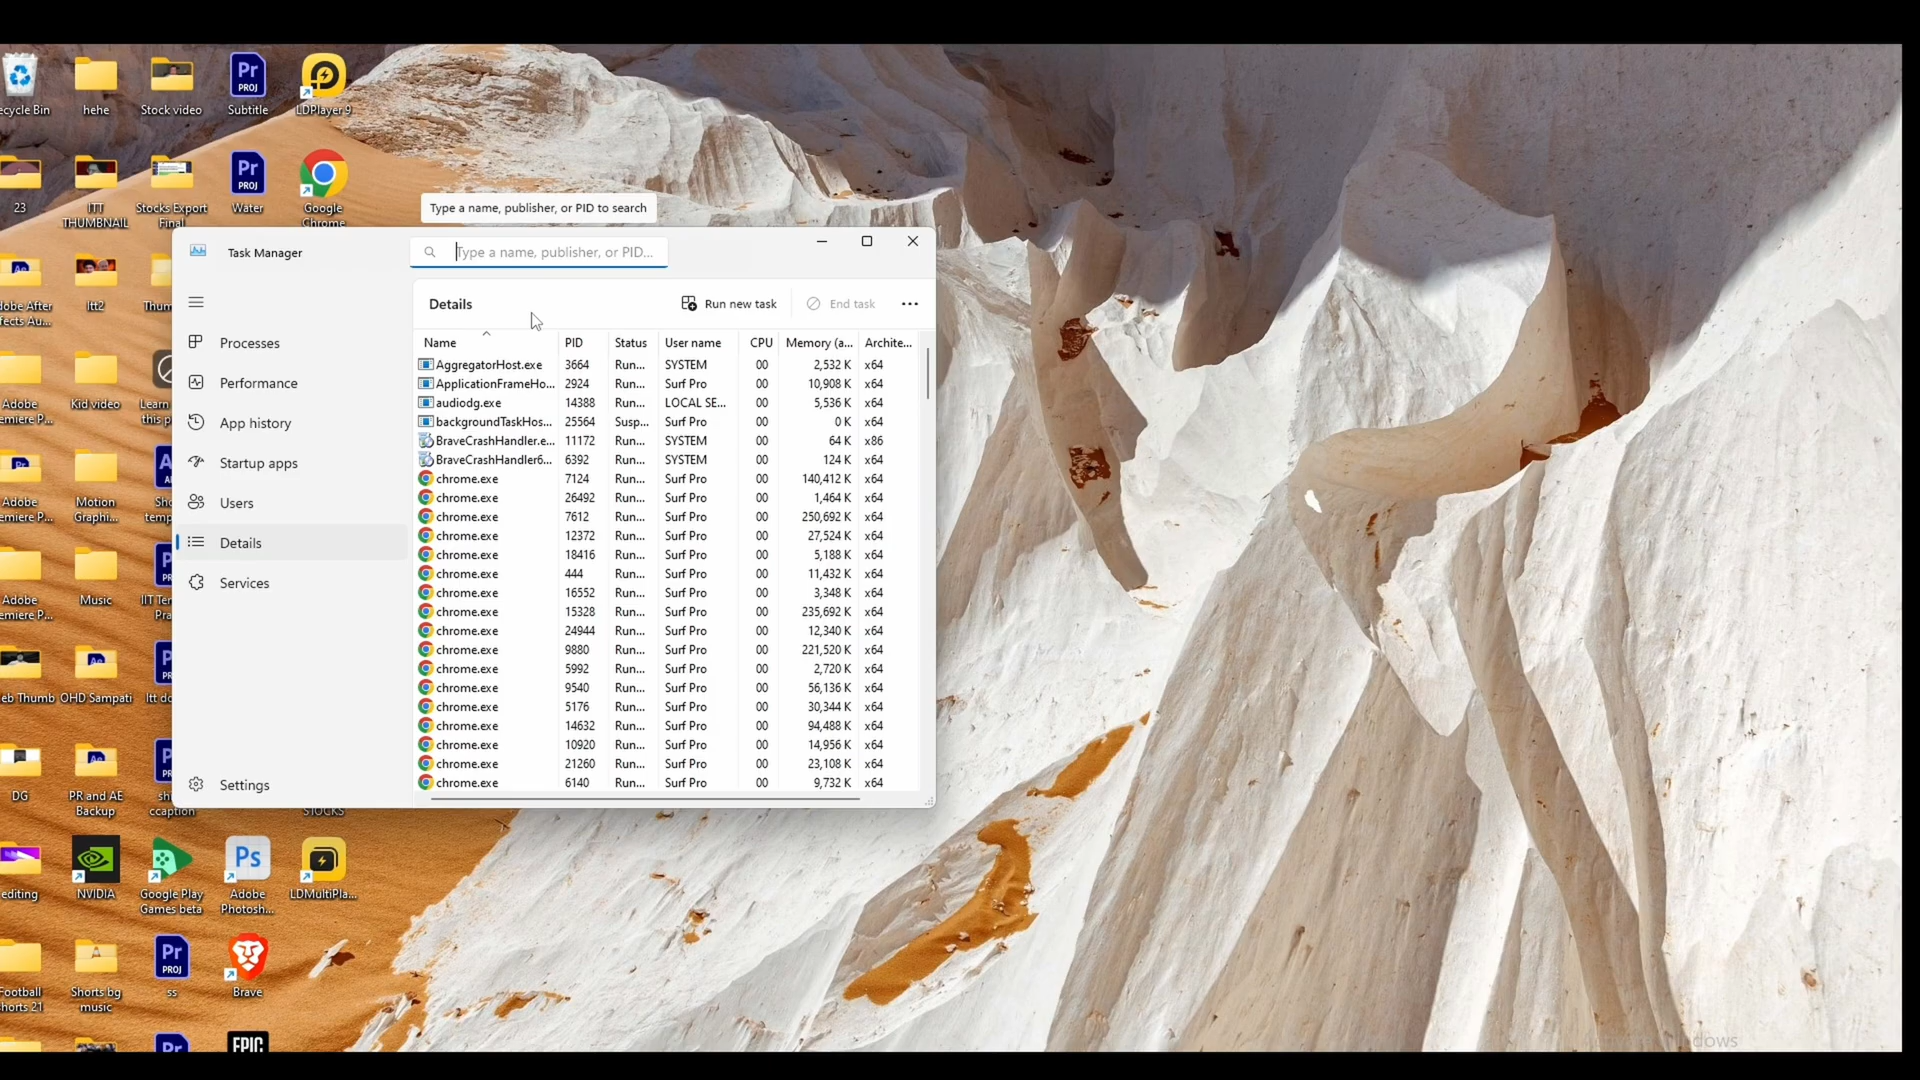 ecycle Bin
hehe
Stock video
Subtitle
LDPlayer 9
23
ITT
THUMBNAIL
Stocks Export
Final
Water
Google
Chrome
dobe After
ffects Au...
Itt2
Thum
Adobe
emiere P...
Kid video
Learn
this p
Adobe
emiere P...
Motion
Graphi...
Sho
temp
Adobe
emiere P...
Music
IIT Ter
Pra
eb Thumb
OHD Sampati
Itt do
DG
PR and AE
Backup
sh
ccaption
STOCKS
editing
NVIDIA
Google Play
Games beta
Adobe
Photosh...
LDMultiPla...
Football
horts 21
Shorts bg
music
ss
Brave
EPIC
Type a name, publisher, or PID to search
Task Manager
Type a name, publisher, or PID...
Processes
Performance
App history
Startup apps
Users
Details
Services
Settings
Details
Run new task
End task
Name PID Status User name CPU Memory (a... Archite...
AggregatorHost.exe 3664 Run... SYSTEM 00 2,532 K x64
ApplicationFrameHo... 2924 Run... Surf Pro 00 10,908 K x64
audiodg.exe 14388 Run... LOCAL SE... 00 5,536 K x64
backgroundTaskHos... 25564 Susp... Surf Pro 00 0 K x64
BraveCrashHandler.e... 11172 Run... SYSTEM 00 64 K x86
BraveCrashHandler6... 6392 Run... SYSTEM 00 124 K x64
chrome.exe 7124 Run... Surf Pro 00 140,412 K x64
chrome.exe 26492 Run... Surf Pro 00 1,464 K x64
chrome.exe 7612 Run... Surf Pro 00 250,692 K x64
chrome.exe 12372 Run... Surf Pro 00 27,524 K x64
chrome.exe 18416 Run... Surf Pro 00 5,188 K x64
chrome.exe 444 Run... Surf Pro 00 11,432 K x64
chrome.exe 16552 Run... Surf Pro 00 3,348 K x64
chrome.exe 15328 Run... Surf Pro 00 235,692 K x64
chrome.exe 24944 Run... Surf Pro 00 12,340 K x64
chrome.exe 9880 Run... Surf Pro 00 221,520 K x64
chrome.exe 5992 Run... Surf Pro 00 2,720 K x64
chrome.exe 9540 Run... Surf Pro 00 56,136 K x64
chrome.exe 5176 Run... Surf Pro 00 30,344 K x64
chrome.exe 14632 Run... Surf Pro 00 94,488 K x64
chrome.exe 10920 Run... Surf Pro 00 14,956 K x64
chrome.exe 21260 Run... Surf Pro 00 23,108 K x64
chrome.exe 6140 Run... Surf Pro 00 9,732 K x64